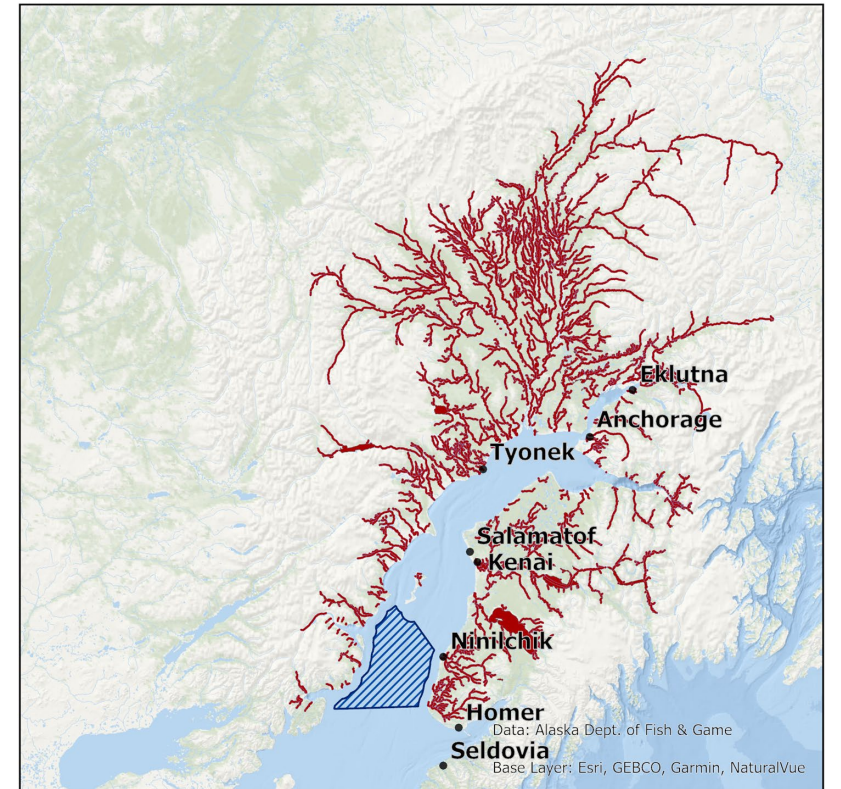 Eklutna
Anchorage
Tyonek
Salamatof
Kenai
Ninilchik
Homer
Data: Alaska Dept. of Fish & Game
Seldovia
Base Layer: Esri, GEBCO, Garmin, NaturalVue